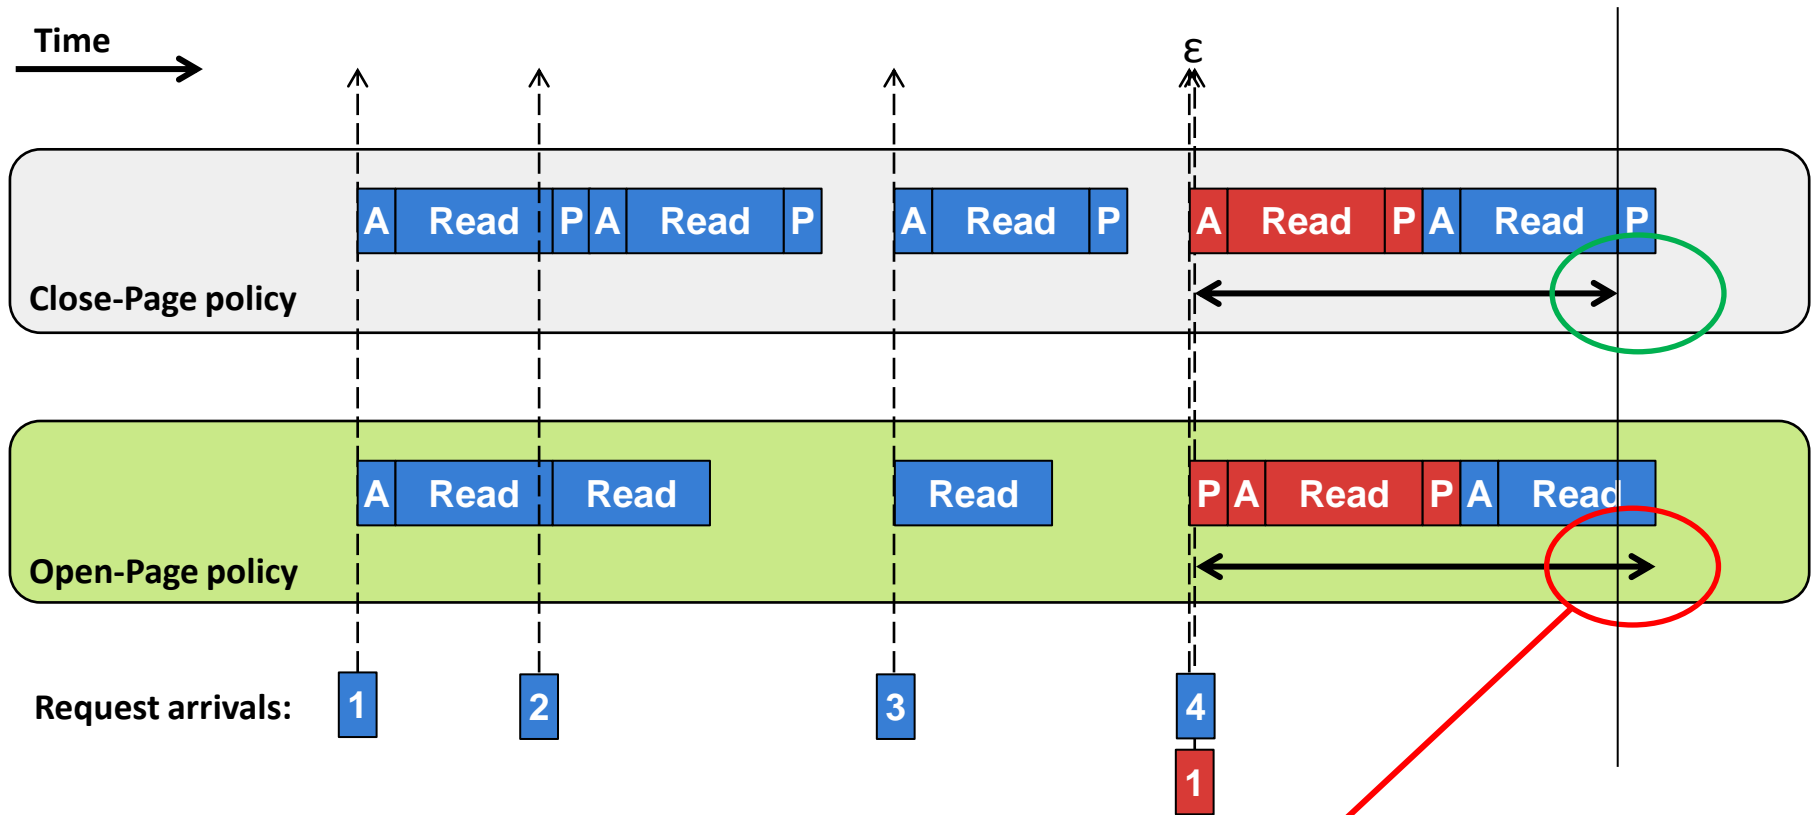 Time
ε
A Read P A Read P A Read P A Read P A Read P
Close-Page policy
A Read Read Read P A Read P A Read
Open-Page policy
Request arrivals: 1 2 3 4
1